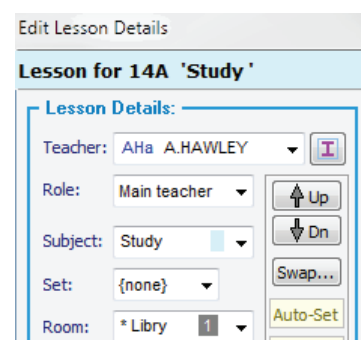 Edit Lesson Details
Lesson for 14A 'Study '
Lesson Details:
Teacher: AHa A.HAWLEY I
Role: Main teacher Up
Subject: Study Dn
Set: {none} Swap...
Room: * Libry 1 Auto-Set